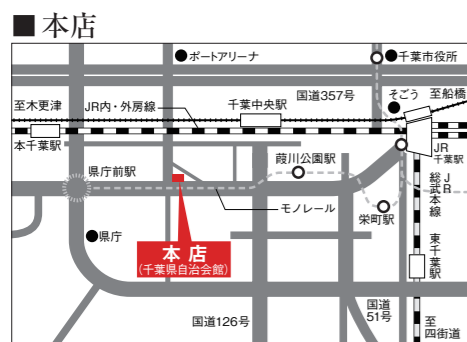 ■本店
ポートアリーナ
千葉市役所
国道357号
そごう
至船橋
至木更津
JR内・外房線
千葉中央駅
本千葉駅
JR
千葉駅
県庁前駅
葭川公園駅
JR
総武本線
モノレール
栄町駅
県庁
本店
(千葉県自治会館)
東千葉駅
国道126号
国道
51号
至
四街道